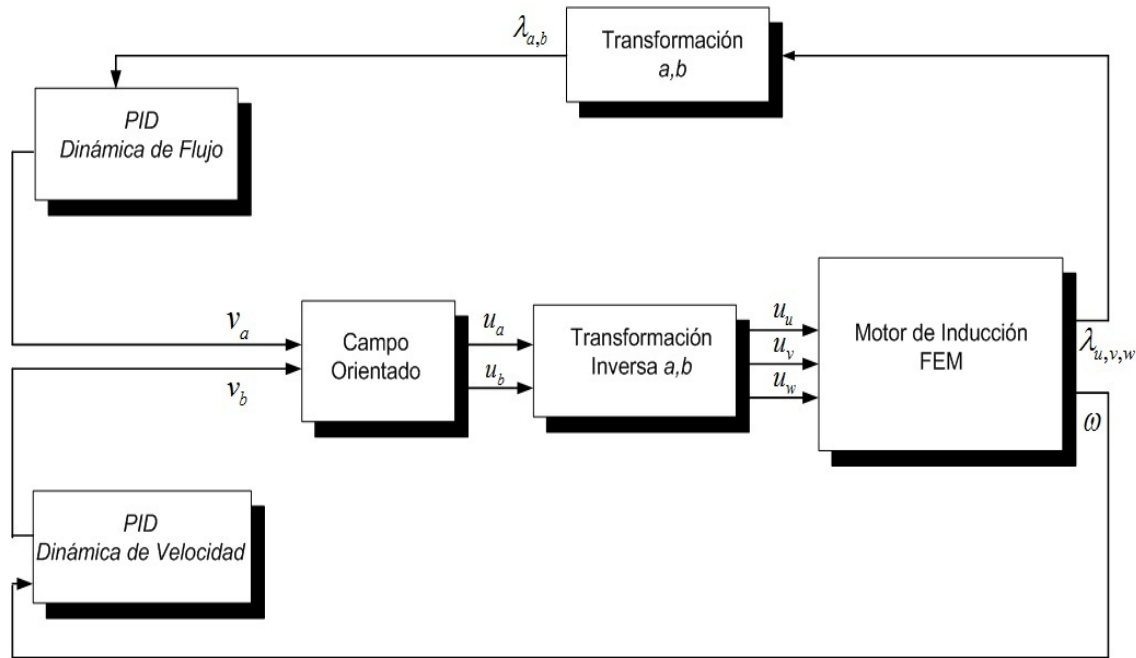 λa,b
Transformación
a,b
PID
Dinámica de Flujo
va
vb
Campo
Orientado
ua
ub
Transformación
Inversa a,b
uu
uv
uw
Motor de Inducción
FEM
λu,v,w
ω
PID
Dinámica de Velocidad